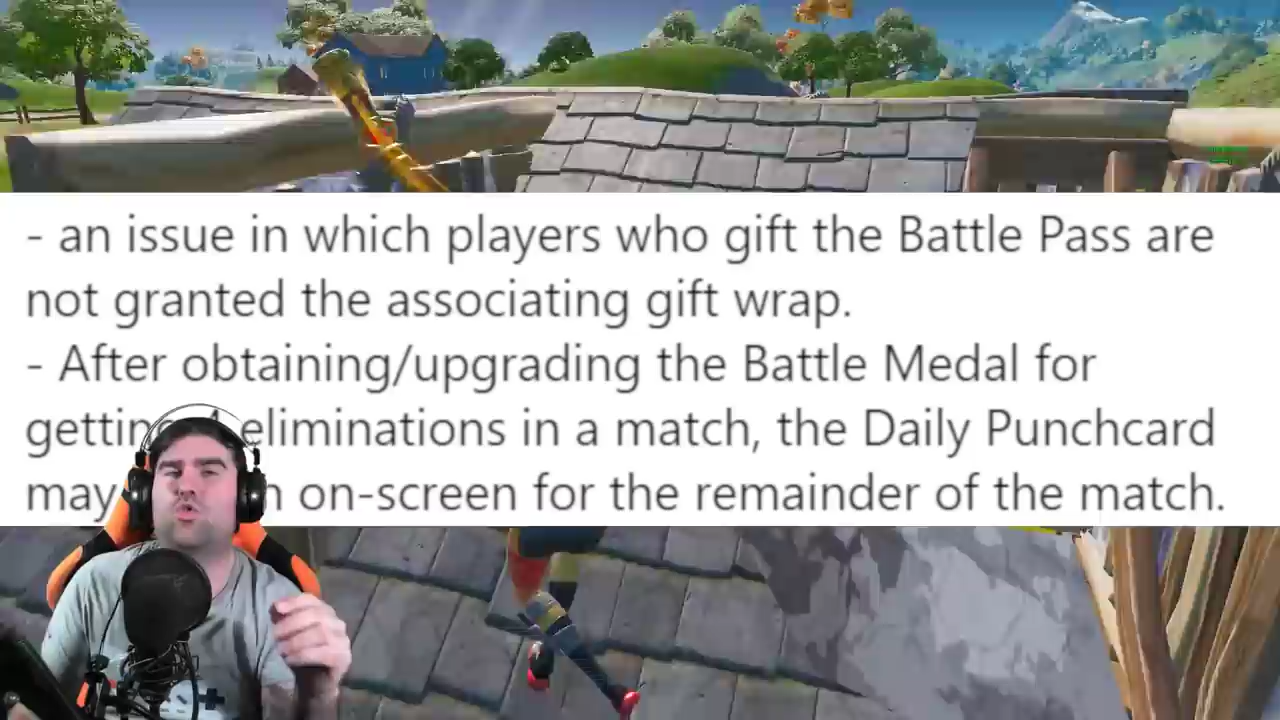 - an issue in which players who gift the Battle Pass are
not granted the associating gift wrap.
- After obtaining/upgrading the Battle Medal for
getting eliminations in a match, the Daily Punchcard
may on-screen for the remainder of the match.